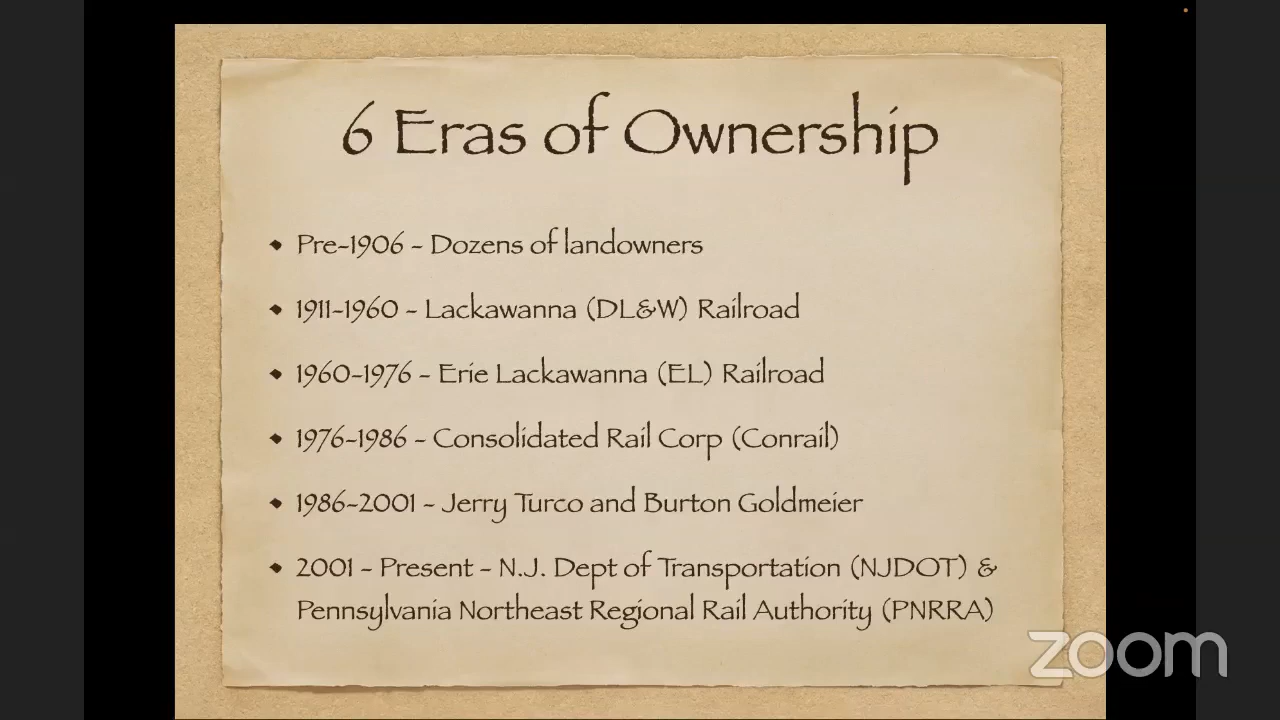 6 Eras of Ownership
Pre-1906 - Dozens of landowners
1911-1960 - Lackawanna (DL&W) Railroad
1960-1976 - Erie Lackawanna (EL) Railroad
1976-1986 - Consolidated Rail Corp (Conrail)
1986-2001 - Jerry Turco and Burton Goldmeier
2001 - Present - N.J. Dept of Transportation (NJDOT) &
Pennsylvania Northeast Regional Rail Authority (PNRRA)
zoom